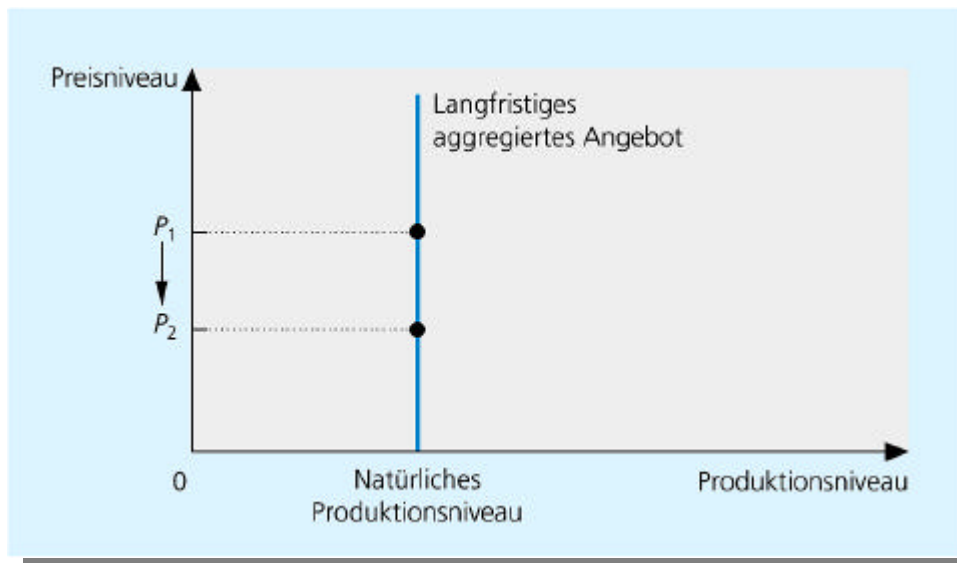 Preisniveau
Langfristiges
aggregiertes Angebot
P1
P2
0
Natürliches
Produktionsniveau
Produktionsniveau